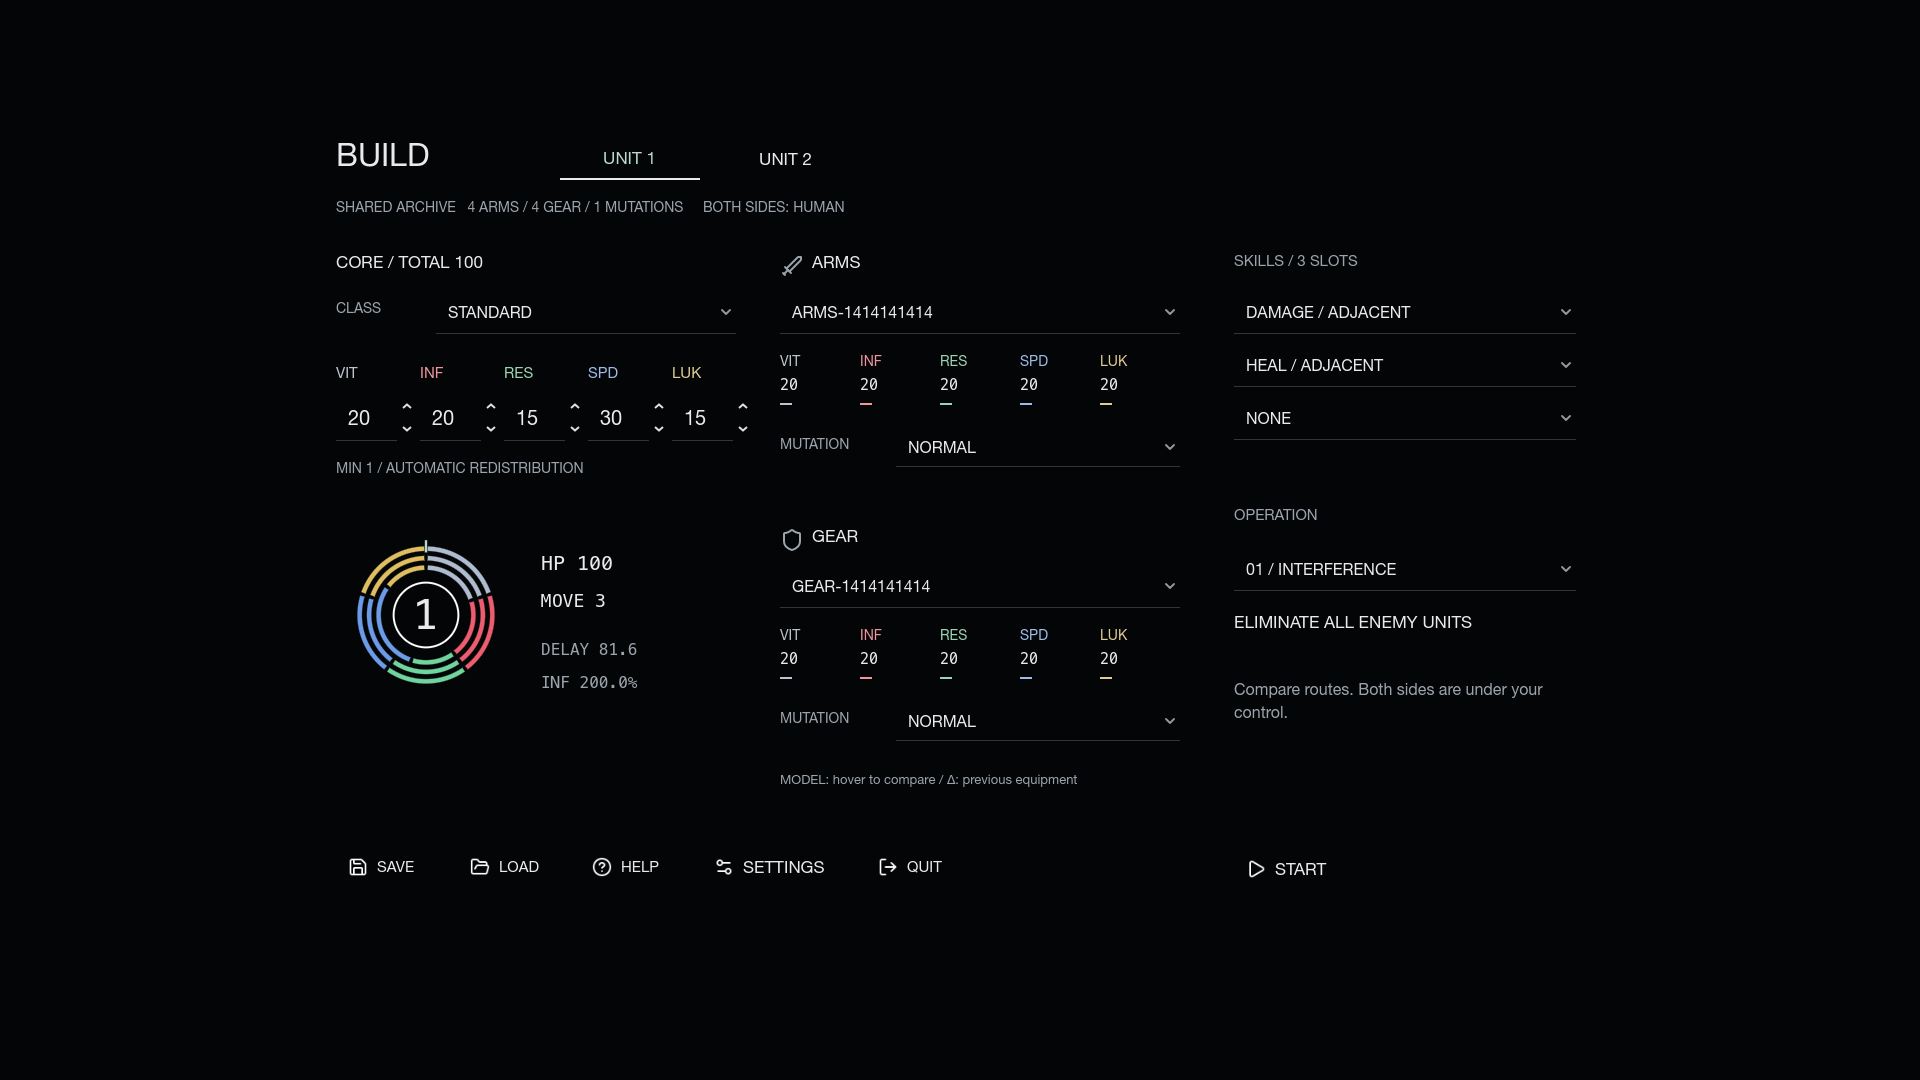 BUILD
UNIT 1
UNIT 2
SHARED ARCHIVE 4 ARMS / 4 GEAR / 1 MUTATIONS BOTH SIDES: HUMAN
CORE / TOTAL 100
CLASS STANDARD
VIT INF RES SPD LUK
20 20 15 30 15
MIN 1 / AUTOMATIC REDISTRIBUTION
1
HP 100
MOVE 3
DELAY 81.6
INF 200.0%
ARMS
ARMS-1414141414
VIT INF RES SPD LUK
20 20 20 20 20
MUTATION NORMAL
GEAR
GEAR-1414141414
VIT INF RES SPD LUK
20 20 20 20 20
MUTATION NORMAL
MODEL: hover to compare / Δ: previous equipment
SKILLS / 3 SLOTS
DAMAGE / ADJACENT
HEAL / ADJACENT
NONE
OPERATION
01 / INTERFERENCE
ELIMINATE ALL ENEMY UNITS
Compare routes. Both sides are under your
control.
SAVE LOAD HELP SETTINGS QUIT START